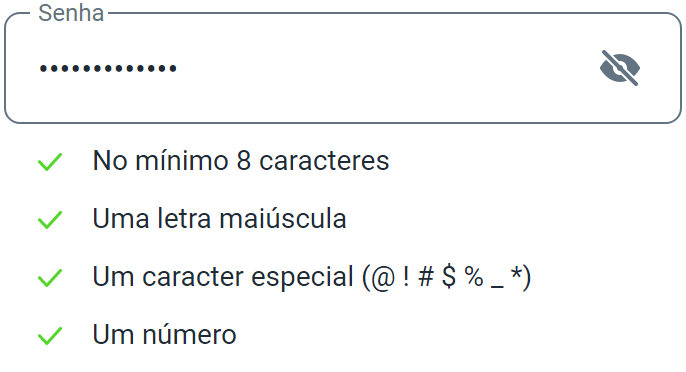 Senha
•••••••••••••
No mínimo 8 caracteres
Uma letra maiúscula
Um caracter especial (@ ! # $ % _ *)
Um número